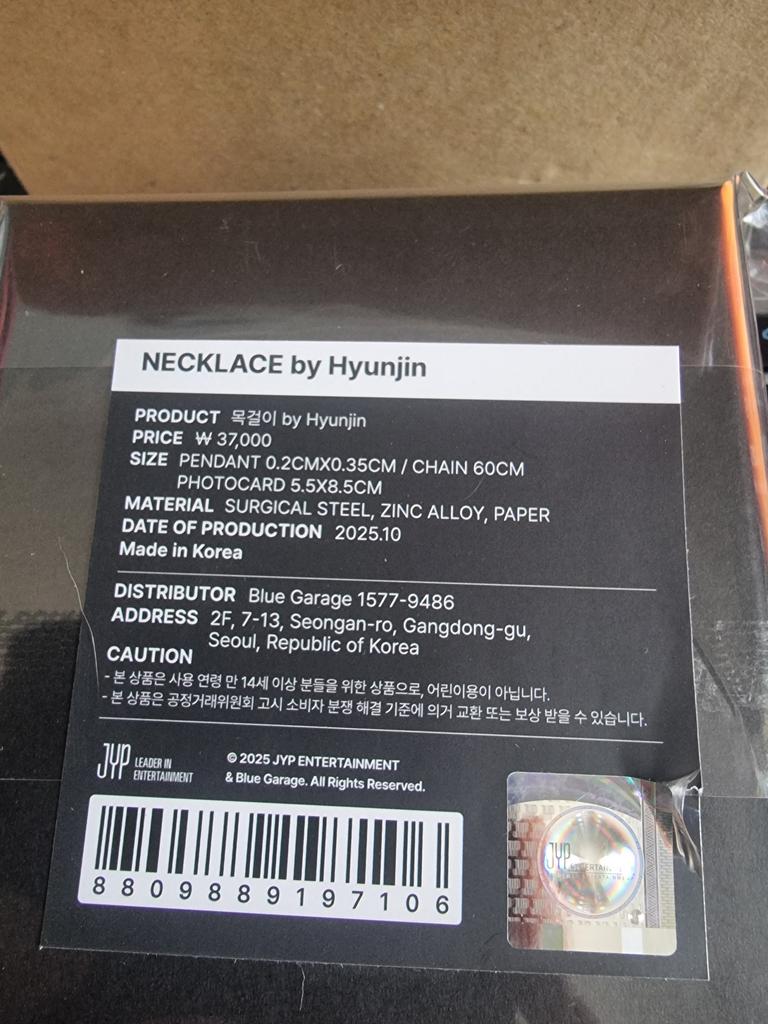 NECKLACE by Hyunjin
PRODUCT 목걸이 by Hyunjin
PRICE ₩ 37,000
SIZE PENDANT 0.2CMX0.35CM / CHAIN 60CM
PHOTOCARD 5.5X8.5CM
MATERIAL SURGICAL STEEL, ZINC ALLOY, PAPER
DATE OF PRODUCTION 2025.10
Made in Korea
DISTRIBUTOR Blue Garage 1577-9486
ADDRESS 2F, 7-13, Seongan-ro, Gangdong-gu,
Seoul, Republic of Korea
CAUTION
- 본 상품은 사용 연령 만 14세 이상 분들을 위한 상품으로, 어린이용이 아닙니다.
- 본 상품은 공정거래위원회 고시 소비자 분쟁 해결 기준에 의거 교환 또는 보상 받을 수 있습니다.
JYP LEADER IN
ENTERTAINMENT
© 2025 JYP ENTERTAINMENT
& Blue Garage. All Rights Reserved.
8809889197106
JYP